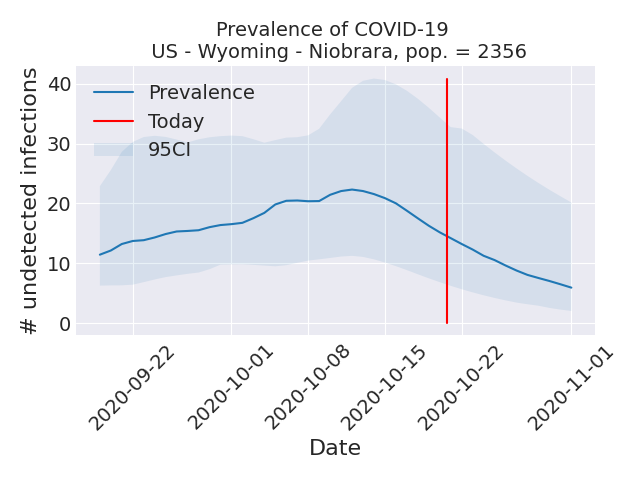 Prevalence of COVID-19
US - Wyoming - Niobrara, pop. = 2356
# undetected infections
40
30
20
10
0
Prevalence
Today
95CI
2020-09-22
2020-10-01
2020-10-08
2020-10-15
2020-10-22
2020-11-01
Date